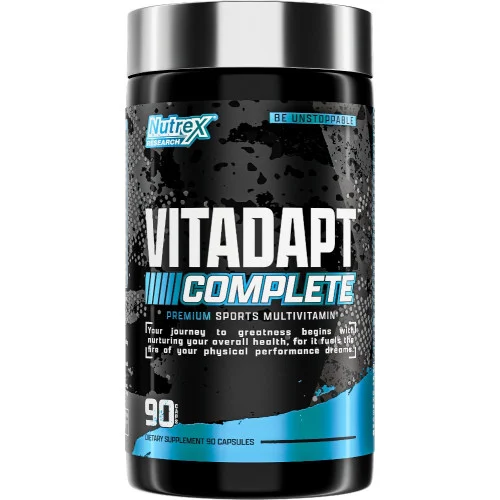 Nutrex
RESEARCH
BE UNSTOPPABLE
VITADAPT
COMPLETE
PREMIUM SPORTS MULTIVITAMIN
[Your journey to greatness begins with
nurturing your overall health, for it fuels the
fire of your physical performance dreams.]
90 CAPS
DIETARY SUPPLEMENT 90 CAPSULES